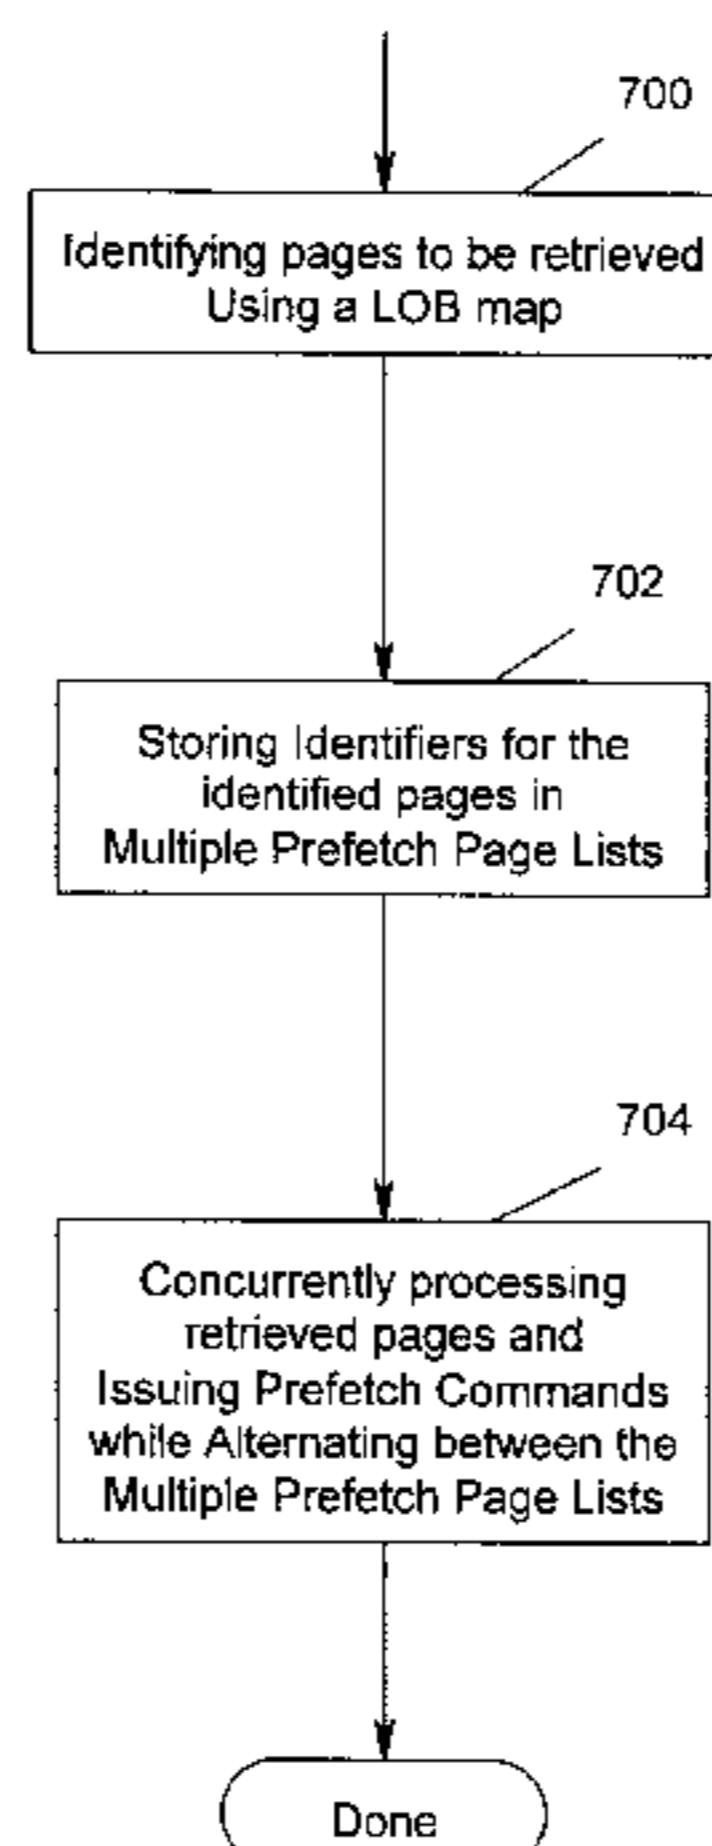 700
Identifying pages to be retrieved
Using a LOB map
702
Storing Identifiers for the
identified pages in
Multiple Prefetch Page Lists
704
Concurrently processing
retrieved pages and
Issuing Prefetch Commands
while Alternating between the
Multiple Prefetch Page Lists
Done